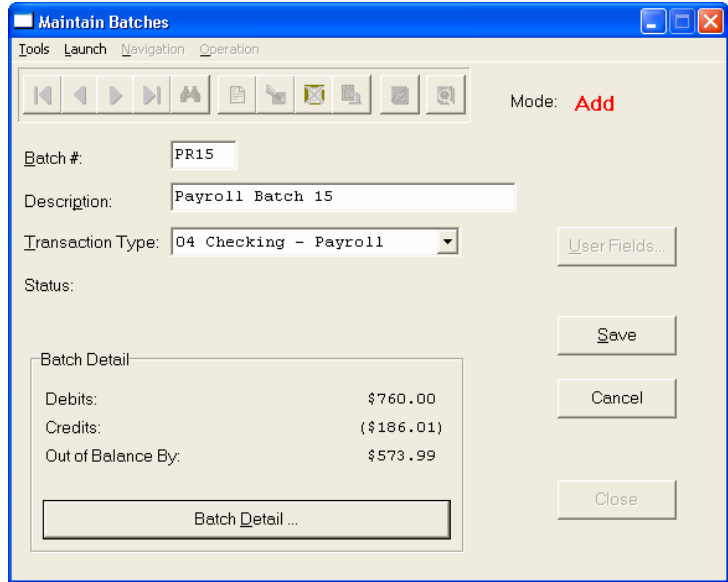 Maintain Batches
Tools Launch Navigation Operation
Mode: Add
Batch #: PR15
Description: Payroll Batch 15
Transaction Type: 04 Checking - Payroll
User Fields...
Status:
Save
Batch Detail
Debits: $760.00
Cancel
Credits: ($186.01)
Out of Balance By: $573.99
Close
Batch Detail ...